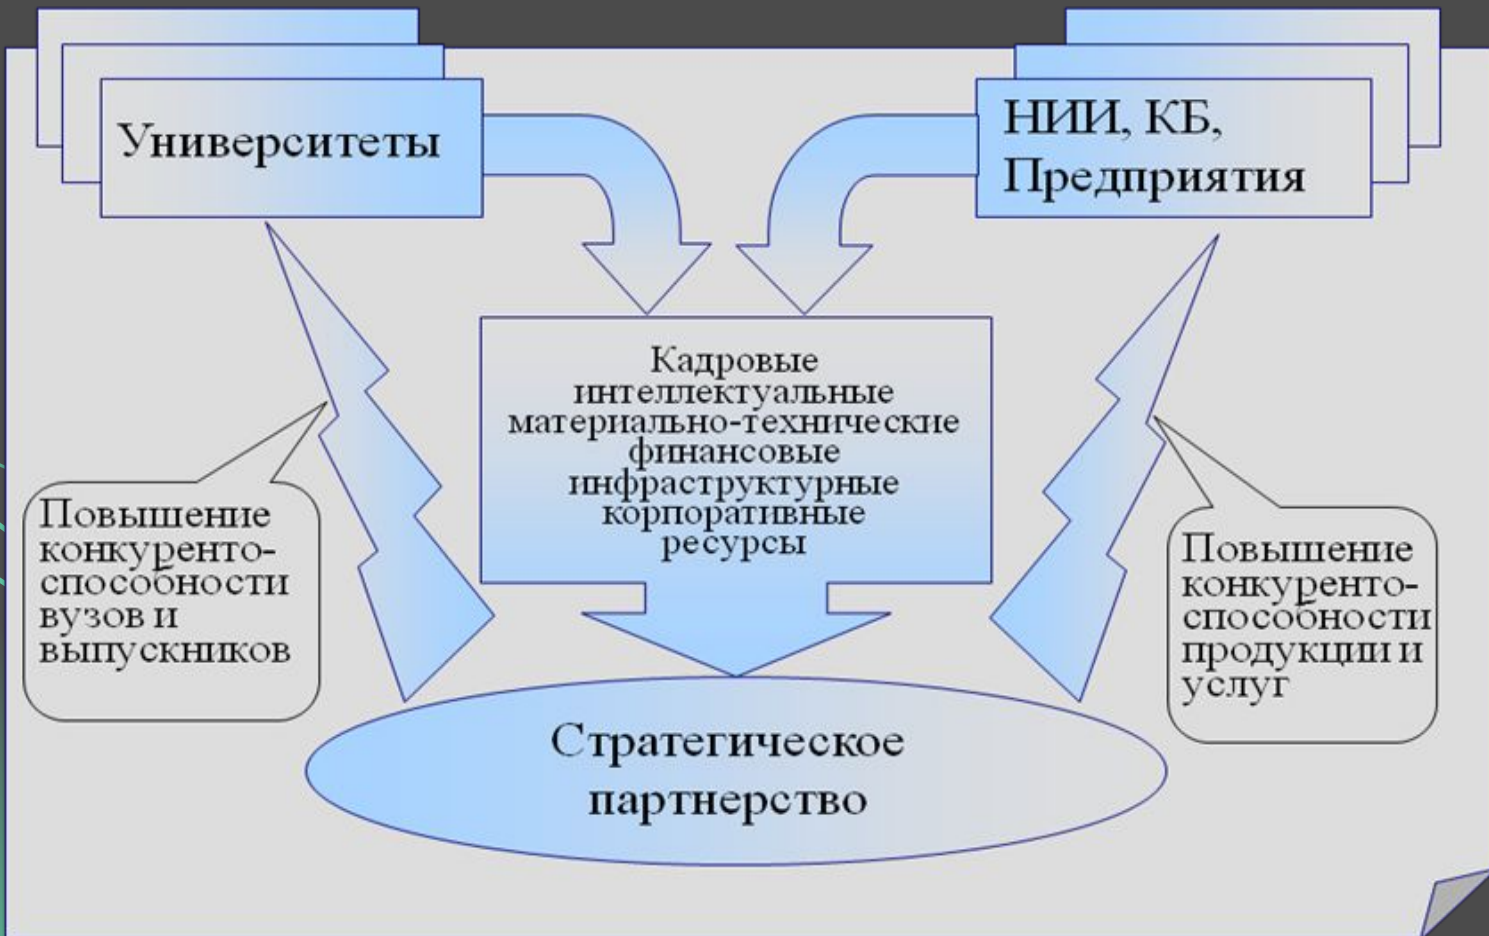 Университеты
НИИ, КБ,
Предприятия
Кадровые
интеллектуальные
материально-технические
финансовые
инфраструктурные
корпоративные
ресурсы
Повышение
конкуренто-
способности
вузов и
выпускников
Повышение
конкуренто-
способности
продукции и
услуг
Стратегическое
партнерство